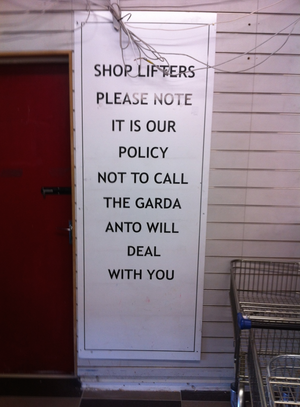 SHOP LIFTERS
PLEASE NOTE
IT IS OUR
POLICY
NOT TO CALL
THE GARDA
ANTO WILL
DEAL
WITH YOU